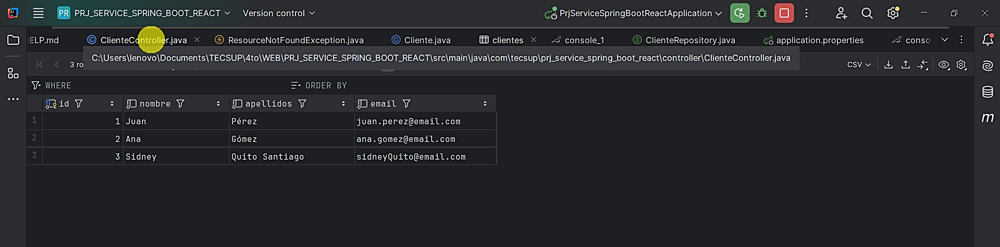 PR PRJ_SERVICE_SPRING_BOOT_REACT Version control PrjServiceSpringBootReactApplication
ELP.md ClienteController.java ResourceNotFoundException.java Cliente.java clientes console_1 ClienteRepository.java application.properties conso
C:\Users\lenovo\Documents\TECSUP\4to\WEB\PRJ_SERVICE_SPRING_BOOT_REACT\src\main\java\com\tecsup\prj_service_spring_boot_react\controller\ClienteController.java
3 ro CSV
WHERE ORDER BY
id nombre apellidos email
1 1 Juan Pérez juan.perez@email.com
2 2 Ana Gómez ana.gomez@email.com
3 3 Sidney Quito Santiago sidneyQuito@email.com
m